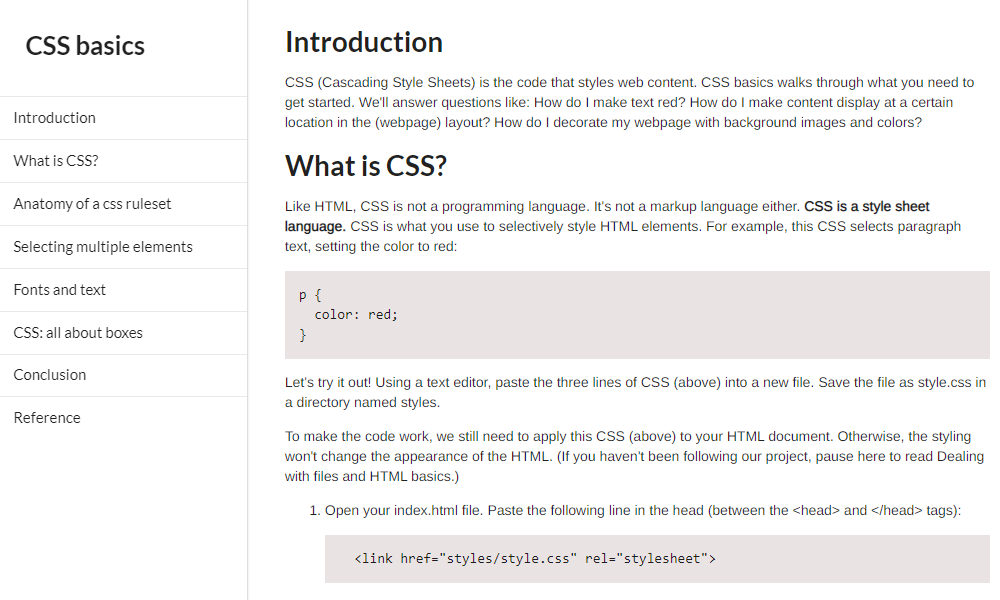 CSS basics
Introduction
What is CSS?
Anatomy of a css ruleset
Selecting multiple elements
Fonts and text
CSS: all about boxes
Conclusion
Reference
Introduction
CSS (Cascading Style Sheets) is the code that styles web content. CSS basics walks through what you need to
get started. We'll answer questions like: How do I make text red? How do I make content display at a certain
location in the (webpage) layout? How do I decorate my webpage with background images and colors?
What is CSS?
Like HTML, CSS is not a programming language. It's not a markup language either. CSS is a style sheet
language. CSS is what you use to selectively style HTML elements. For example, this CSS selects paragraph
text, setting the color to red:
p {
  color: red;
}
Let's try it out! Using a text editor, paste the three lines of CSS (above) into a new file. Save the file as style.css in
a directory named styles.
To make the code work, we still need to apply this CSS (above) to your HTML document. Otherwise, the styling
won't change the appearance of the HTML. (If you haven't been following our project, pause here to read Dealing
with files and HTML basics.)
1. Open your index.html file. Paste the following line in the head (between the <head> and </head> tags):
<link href="styles/style.css" rel="stylesheet">